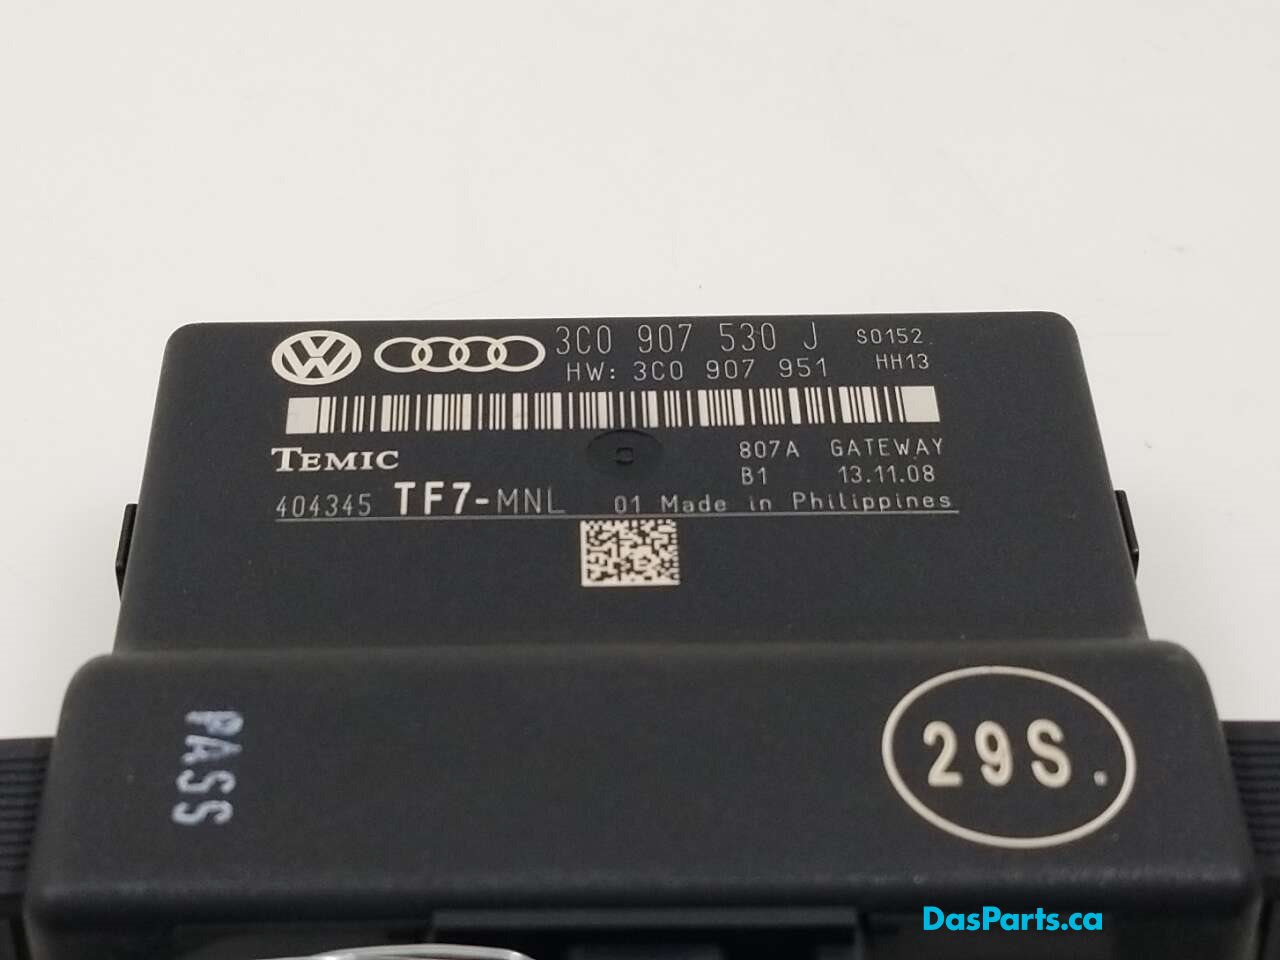 3C0 907 530 J S0152
HW: 3C0 907 951 HH13
TEMIC 807A GATEWAY
B1 13.11.08
404345 TF7-MNL 01 Made in Philippines
PASS
29S.
DasParts.ca